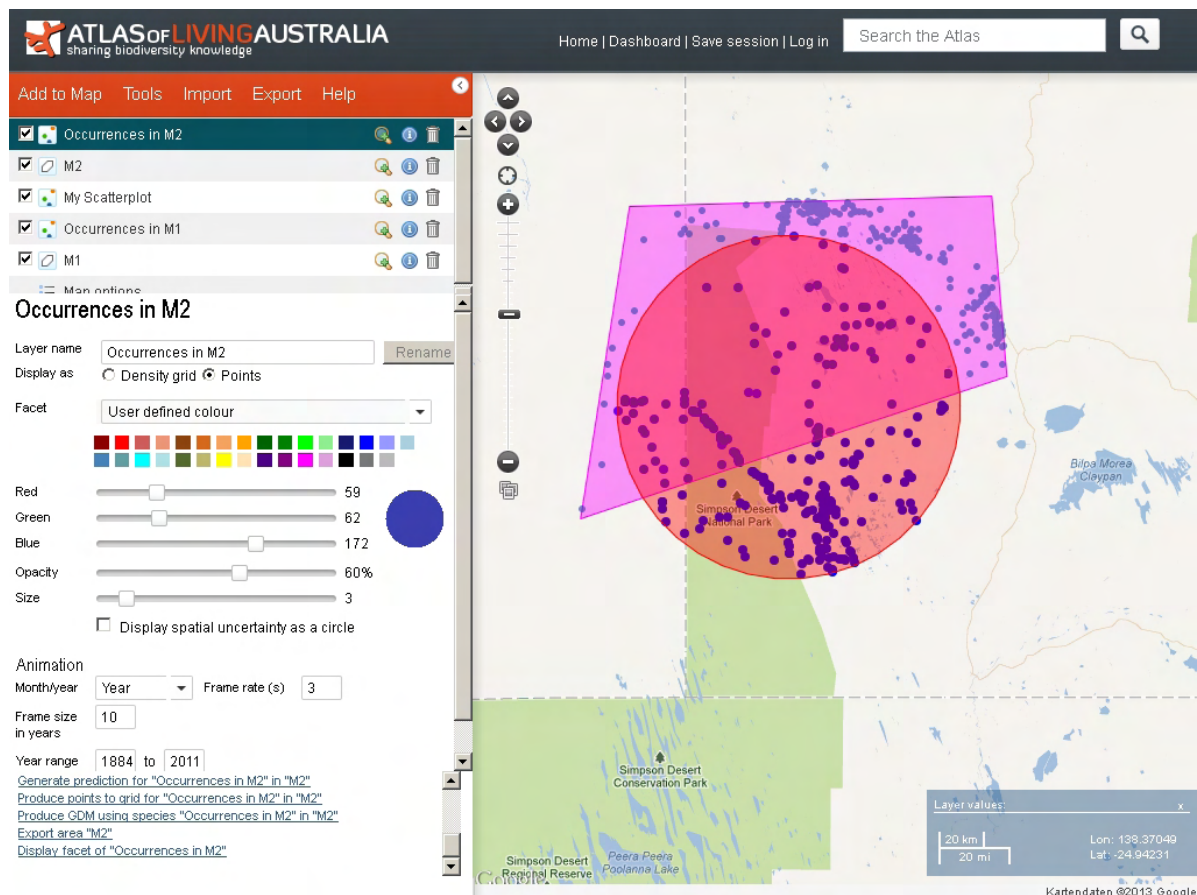 ATLAS OF LIVING AUSTRALIA
sharing biodiversity knowledge
Home | Dashboard | Save session | Log in
Search the Atlas
Add to Map Tools Import Export Help
Occurrences in M2
M2
My Scatterplot
Occurrences in M1
M1
Map options
Occurrences in M2
Layer name Occurrences in M2 Rename
Display as Density grid Points
Facet User defined colour
Red 59
Green 62
Blue 172
Opacity 60%
Size 3
Display spatial uncertainty as a circle
Animation
Month/year Year Frame rate (s) 3
Frame size
in years
10
Year range 1884 to 2011
Generate prediction for "Occurrences in M2" in "M2"
Produce points to grid for "Occurrences in M2" in "M2"
Produce GDM using species "Occurrences in M2" in "M2"
Export area "M2"
Display facet of "Occurrences in M2"
Bilpa Morea
Claypan
Simpson Desert
National Park
Simpson Desert
Conservation Park
Simpson Desert
Regional Reserve
Peera Peera
Poolanna Lake
Google
Layer values: x
20 km
20 mi
Lon: 138.37049
Lat: -24.94231
Kartendaten ©2013 Google